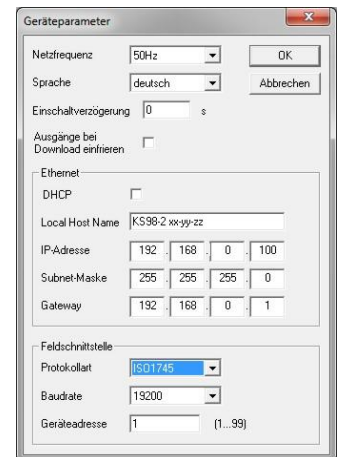 Geräteparameter
Netzfrequenz 50Hz OK
Sprache deutsch Abbrechen
Einschaltverzögerung 0 s
Ausgänge bei
Download einfrieren
Ethernet
DHCP
Local Host Name KS98-2 xx-yy-zz
IP-Adresse 192 . 168 . 0 . 100
Subnet-Maske 255 . 255 . 255 . 0
Gateway 192 . 168 . 0 . 1
Feldschnittstelle
Protokollart ISO1745
Baudrate 19200
Geräteadresse 1 (1...99)